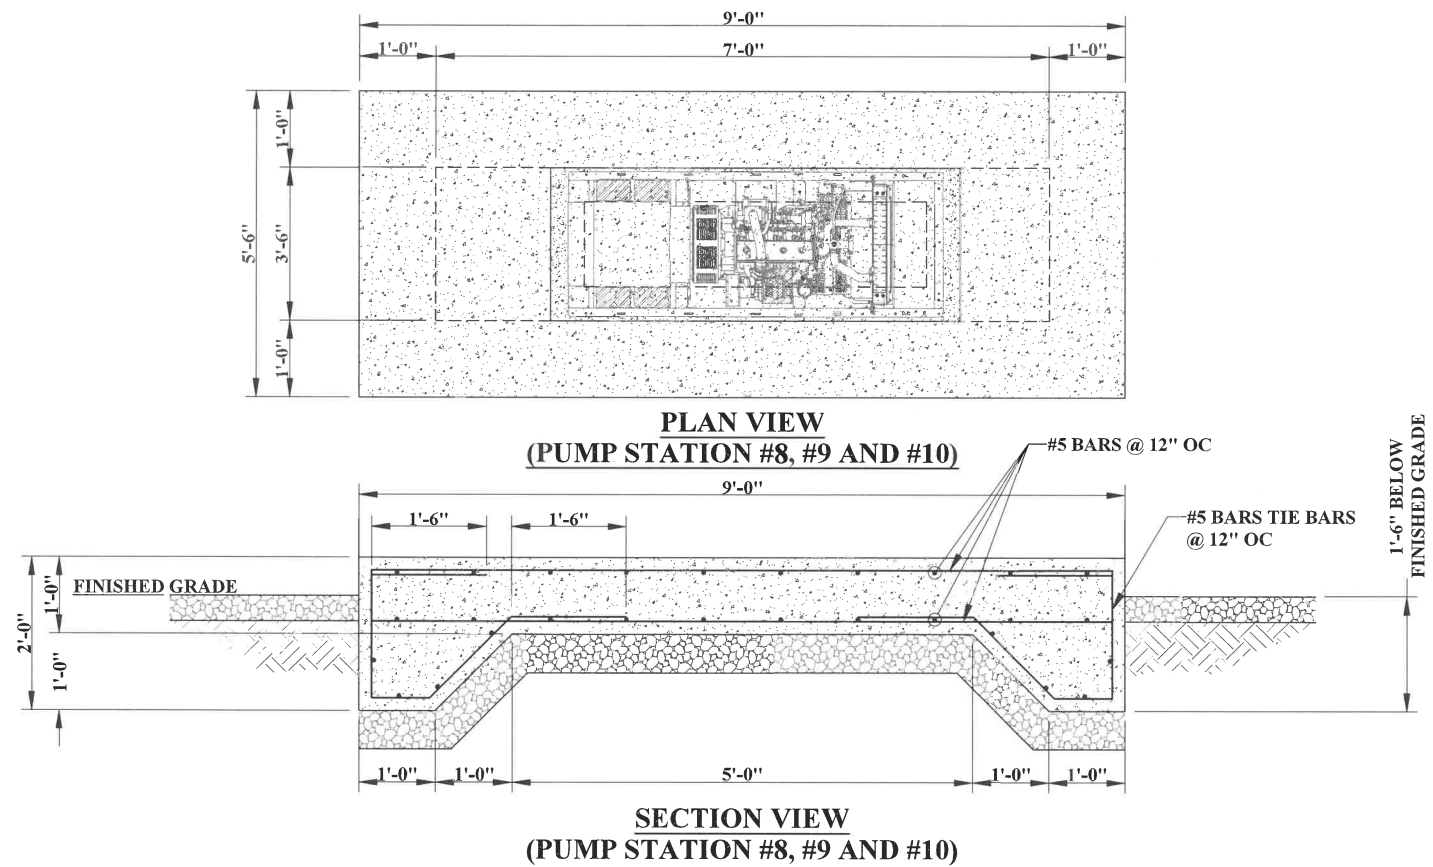 9'-0"
1'-0"
7'-0"
1'-0"
5'-6"
1'-0"
3'-6"
1'-0"
PLAN VIEW
(PUMP STATION #8, #9 AND #10)
#5 BARS @ 12" OC
9'-0"
1'-6"
1'-6"
#5 BARS TIE BARS
@ 12" OC
1'-6" BELOW
FINISHED GRADE
FINISHED GRADE
2'-0"
1'-0"
1'-0"
1'-0"
1'-0"
5'-0"
1'-0"
1'-0"
SECTION VIEW
(PUMP STATION #8, #9 AND #10)